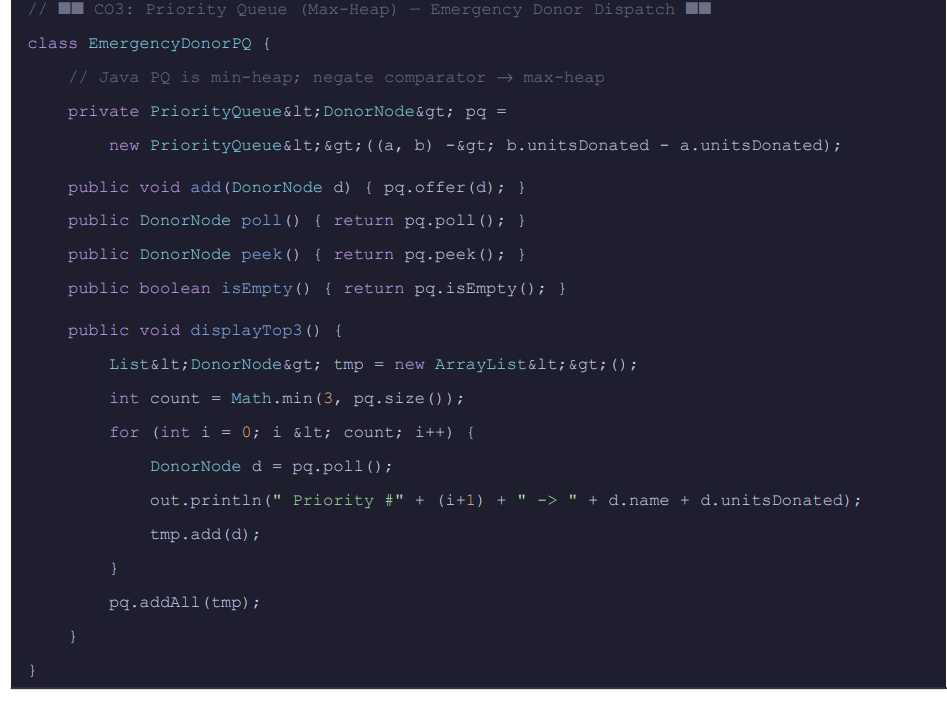 // ■■ CO3: Priority Queue (Max-Heap) — Emergency Donor Dispatch ■■
class EmergencyDonorPQ {
    // Java PQ is min-heap; negate comparator → max-heap
    private PriorityQueue&lt;DonorNode&gt; pq =
        new PriorityQueue&lt;&gt;((a, b) -&gt; b.unitsDonated - a.unitsDonated);
    public void add(DonorNode d) { pq.offer(d); }
    public DonorNode poll() { return pq.poll(); }
    public DonorNode peek() { return pq.peek(); }
    public boolean isEmpty() { return pq.isEmpty(); }
    public void displayTop3() {
        List&lt;DonorNode&gt; tmp = new ArrayList&lt;&gt;();
        int count = Math.min(3, pq.size());
        for (int i = 0; i &lt; count; i++) {
            DonorNode d = pq.poll();
            out.println(" Priority #" + (i+1) + " -> " + d.name + d.unitsDonated);
            tmp.add(d);
        }
        pq.addAll(tmp);
    }
}